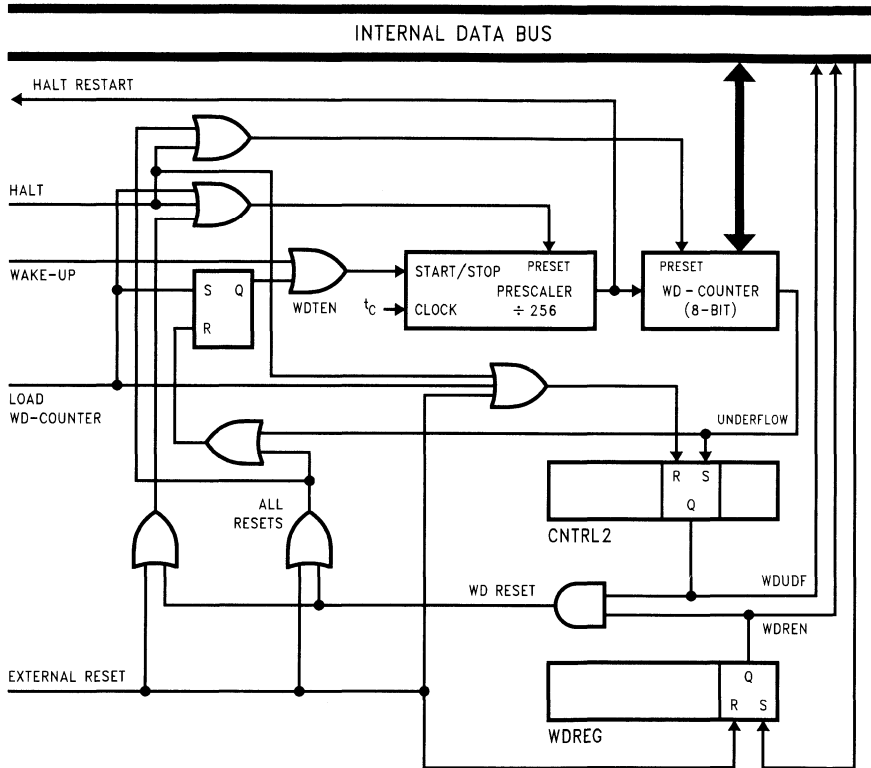 INTERNAL DATA BUS
HALT RESTART
HALT
WAKE-UP
S Q
R
WDTEN
tC
START/STOP
PRESET
PRESCALER
CLOCK
÷ 256
PRESET
WD-COUNTER
(8-BIT)
LOAD
WD-COUNTER
UNDERFLOW
R S
Q
CNTRL2
ALL
RESETS
WD RESET
WDUDF
WDREN
EXTERNAL RESET
Q
R S
WDREG